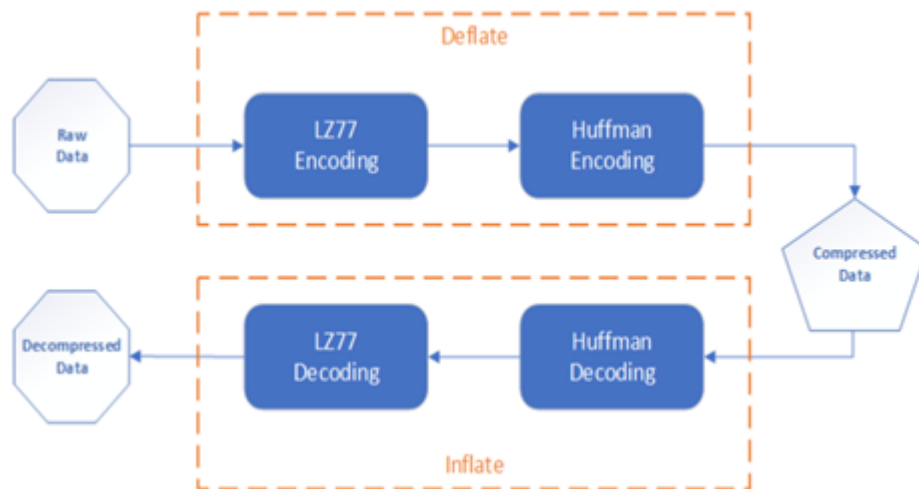 Deflate
Raw
Data
LZ77
Encoding
Huffman
Encoding
Compressed
Data
Decompressed
Data
LZ77
Decoding
Huffman
Decoding
Inflate